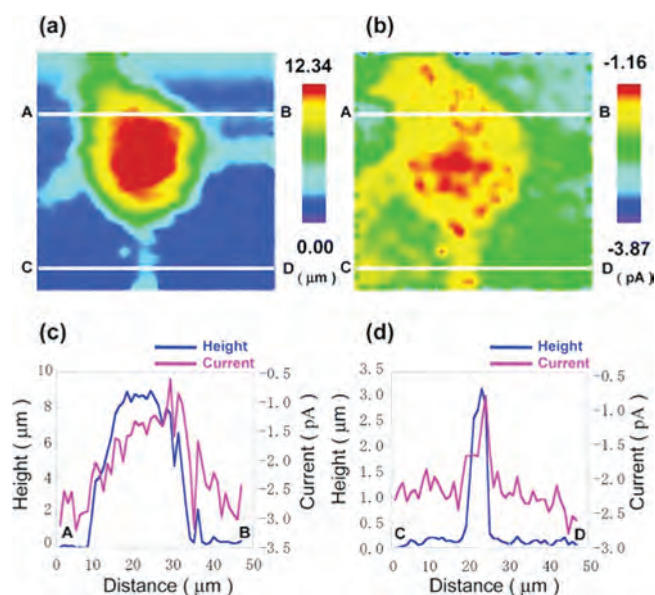 (a)
(b)
12.34
-1.16
A
B
A
B
C
D
C
D
0.00
( μm )
-3.87
( pA )
(c)
(d)
Height
Current
Height
Current
Height ( μm )
10
8
6
4
2
0
Current ( pA )
-0.5
-1.0
-1.5
-2.0
-2.5
-3.0
-3.5
A
B
0 10 20 30 40 50
Distance ( μm )
Height ( μm )
3.5
3.0
2.5
2.0
1.5
1.0
0.5
0.0
Current ( pA )
-0.5
-1.0
-1.5
-2.0
-2.5
-3.0
C
D
0 10 20 30 40 50
Distance ( μm )